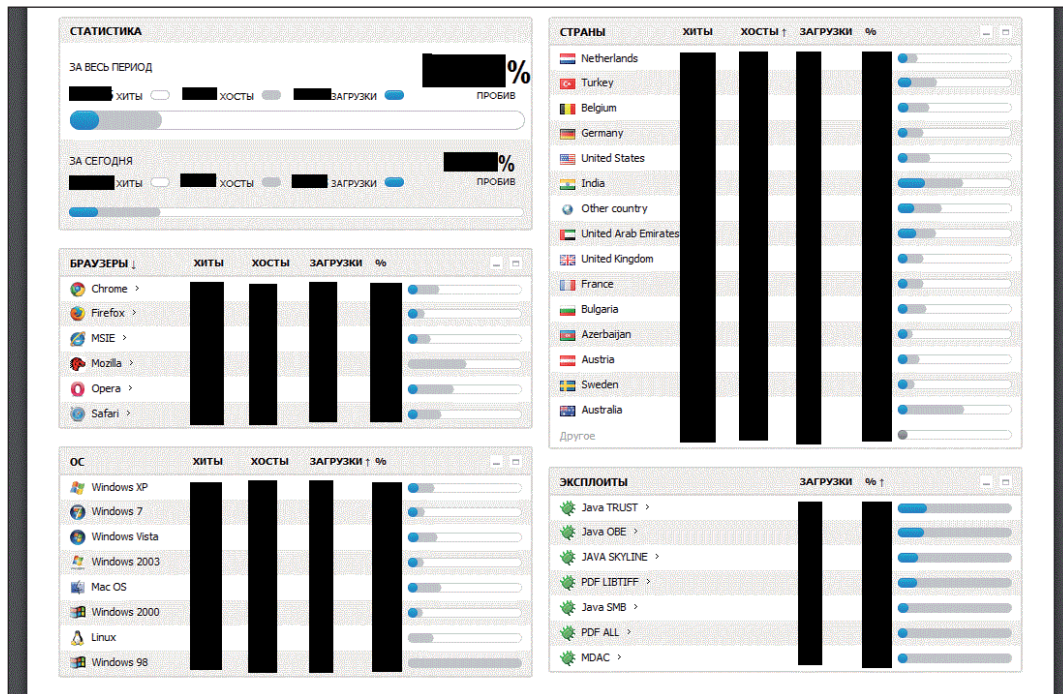 СТАТИСТИКА
ЗА ВЕСЬ ПЕРИОД
%
ХИТЫ ХОСТЫ ЗАГРУЗКИ ПРОБИВ
ЗА СЕГОДНЯ
%
ХИТЫ ХОСТЫ ЗАГРУЗКИ ПРОБИВ
БРАУЗЕРЫ ↓ ХИТЫ ХОСТЫ ЗАГРУЗКИ %
Chrome >
Firefox >
MSIE >
Mozilla >
Opera >
Safari >
ОС ХИТЫ ХОСТЫ ЗАГРУЗКИ ↑ %
Windows XP
Windows 7
Windows Vista
Windows 2003
Mac OS
Windows 2000
Linux
Windows 98
СТРАНЫ ХИТЫ ХОСТЫ ↑ ЗАГРУЗКИ %
Netherlands
Turkey
Belgium
Germany
United States
India
Other country
United Arab Emirates
United Kingdom
France
Bulgaria
Azerbaijan
Austria
Sweden
Australia
Другое
ЭКСПЛОИТЫ ЗАГРУЗКИ % ↑
Java TRUST >
Java OBE >
JAVA SKYLINE >
PDF LIBTIFF >
Java SMB >
PDF ALL >
MDAC >